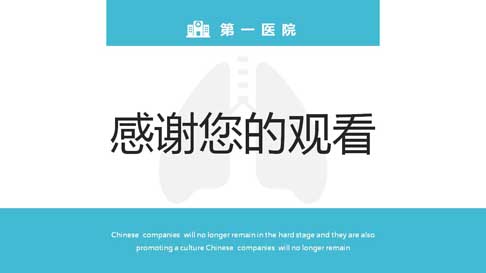 第一医院
感谢您的观看
Chinese companies will no longer remain in the hard stage and they are also
promoting a culture Chinese companies will no longer remain